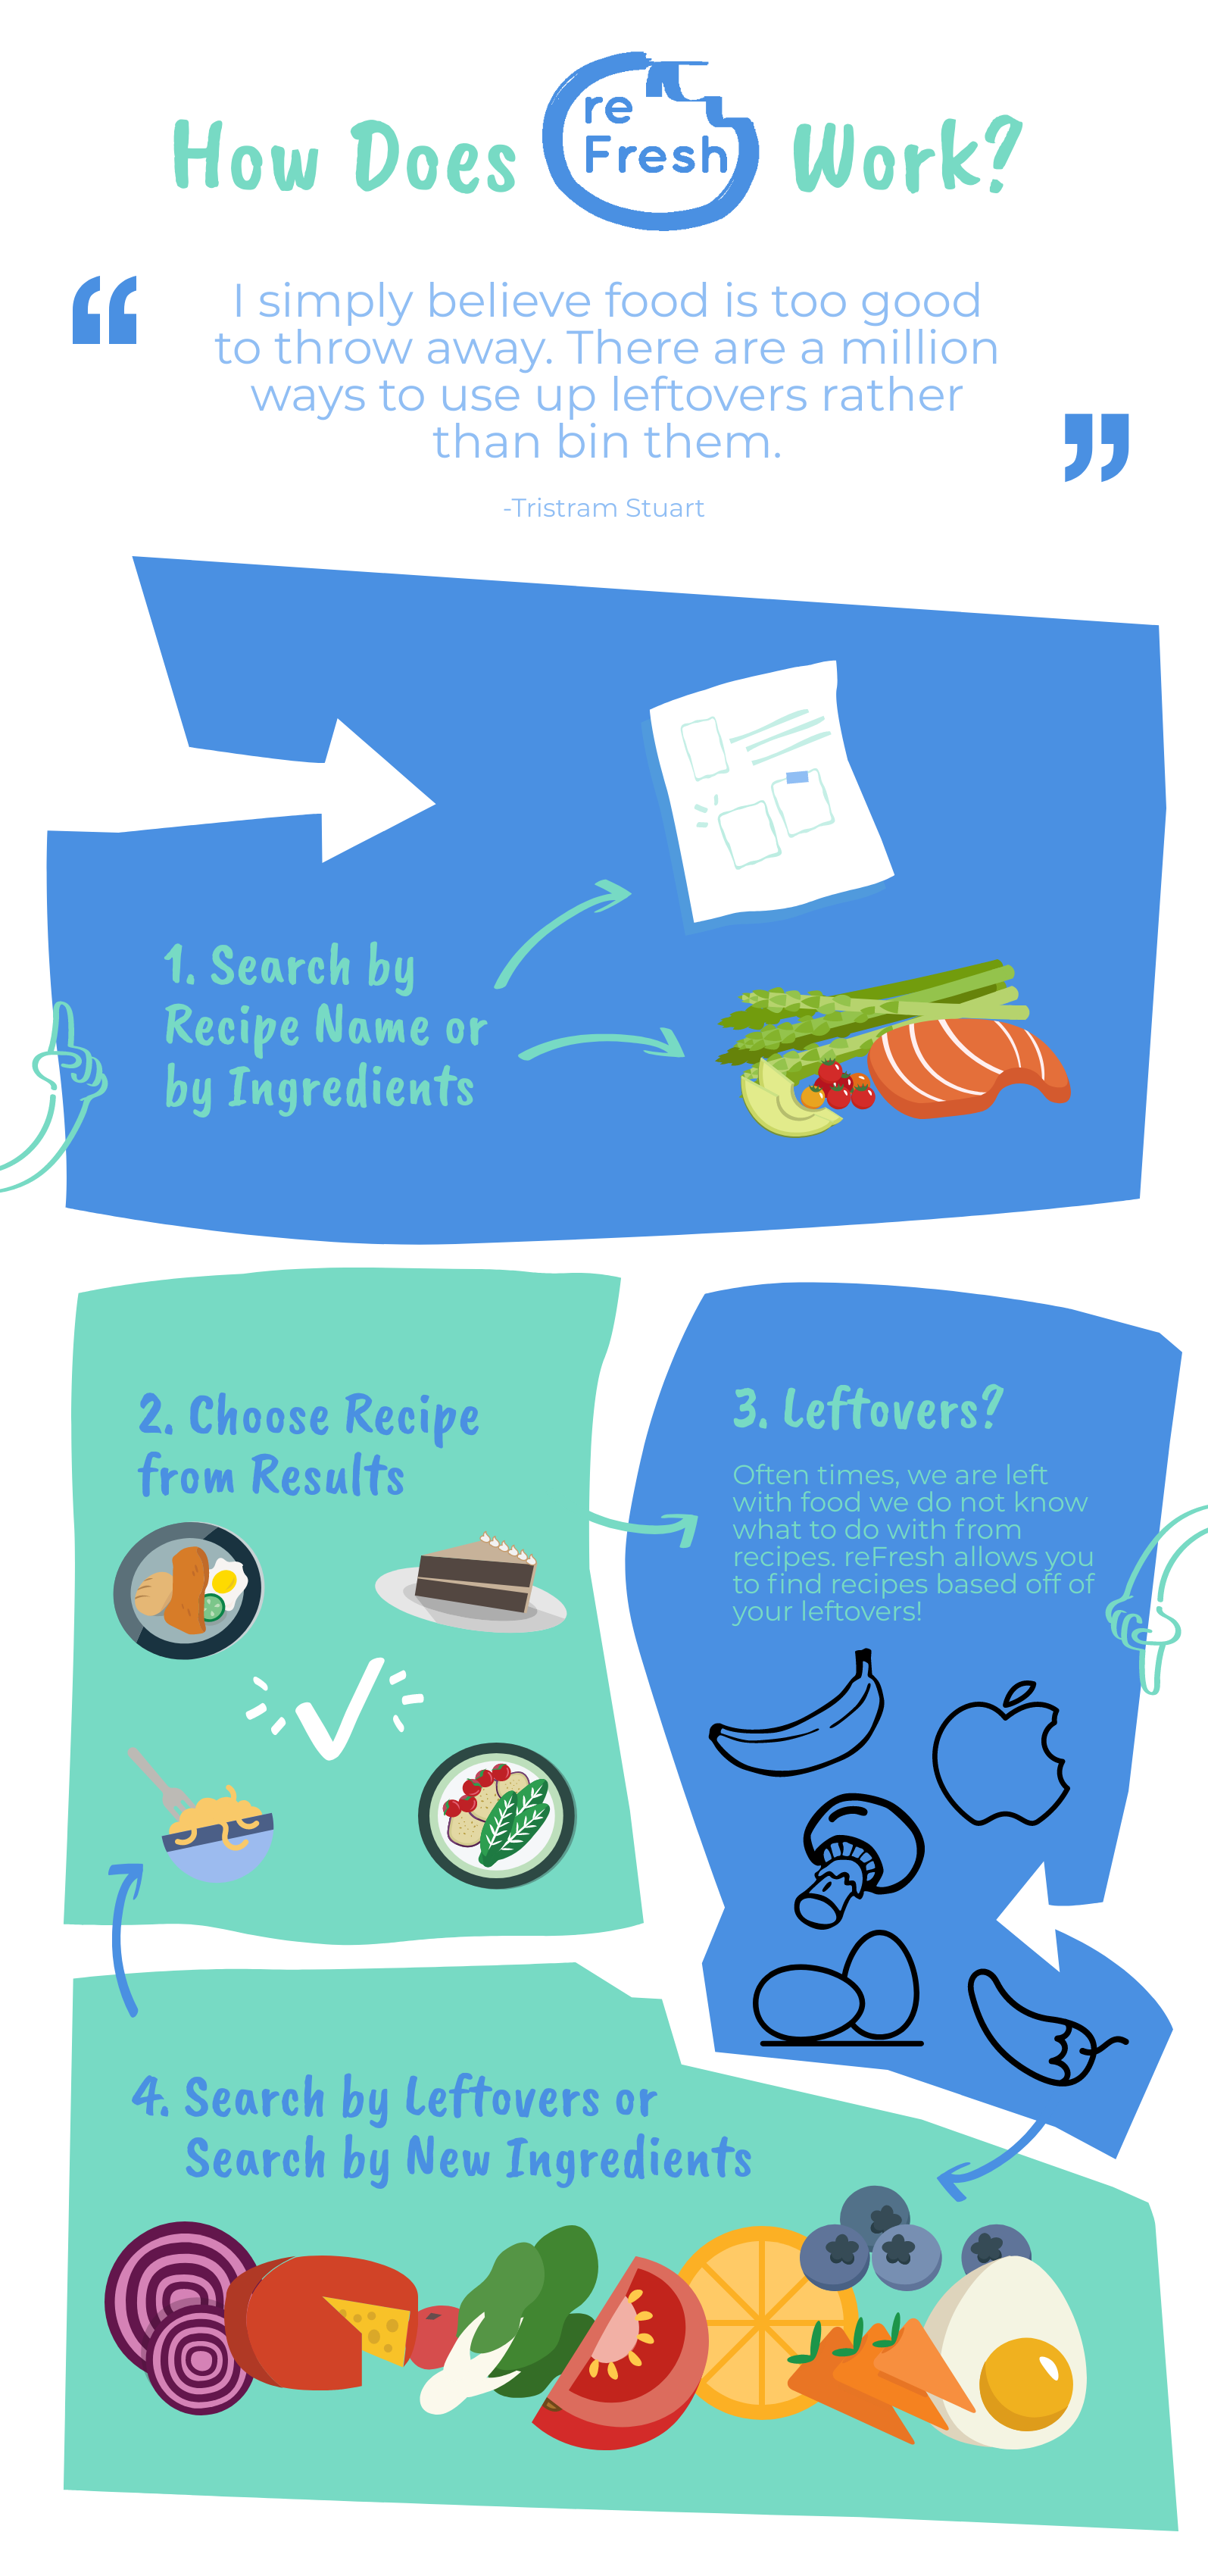 How Does re Fresh Work?
“ I simply believe food is too good
to throw away. There are a million
ways to use up leftovers rather
than bin them. ”
-Tristram Stuart
1. Search by
Recipe Name or
by Ingredients
2. Choose Recipe
from Results
3. Leftovers?
Often times, we are left
with food we do not know
what to do with from
recipes. reFresh allows you
to find recipes based off of
your leftovers!
4. Search by Leftovers or
Search by New Ingredients